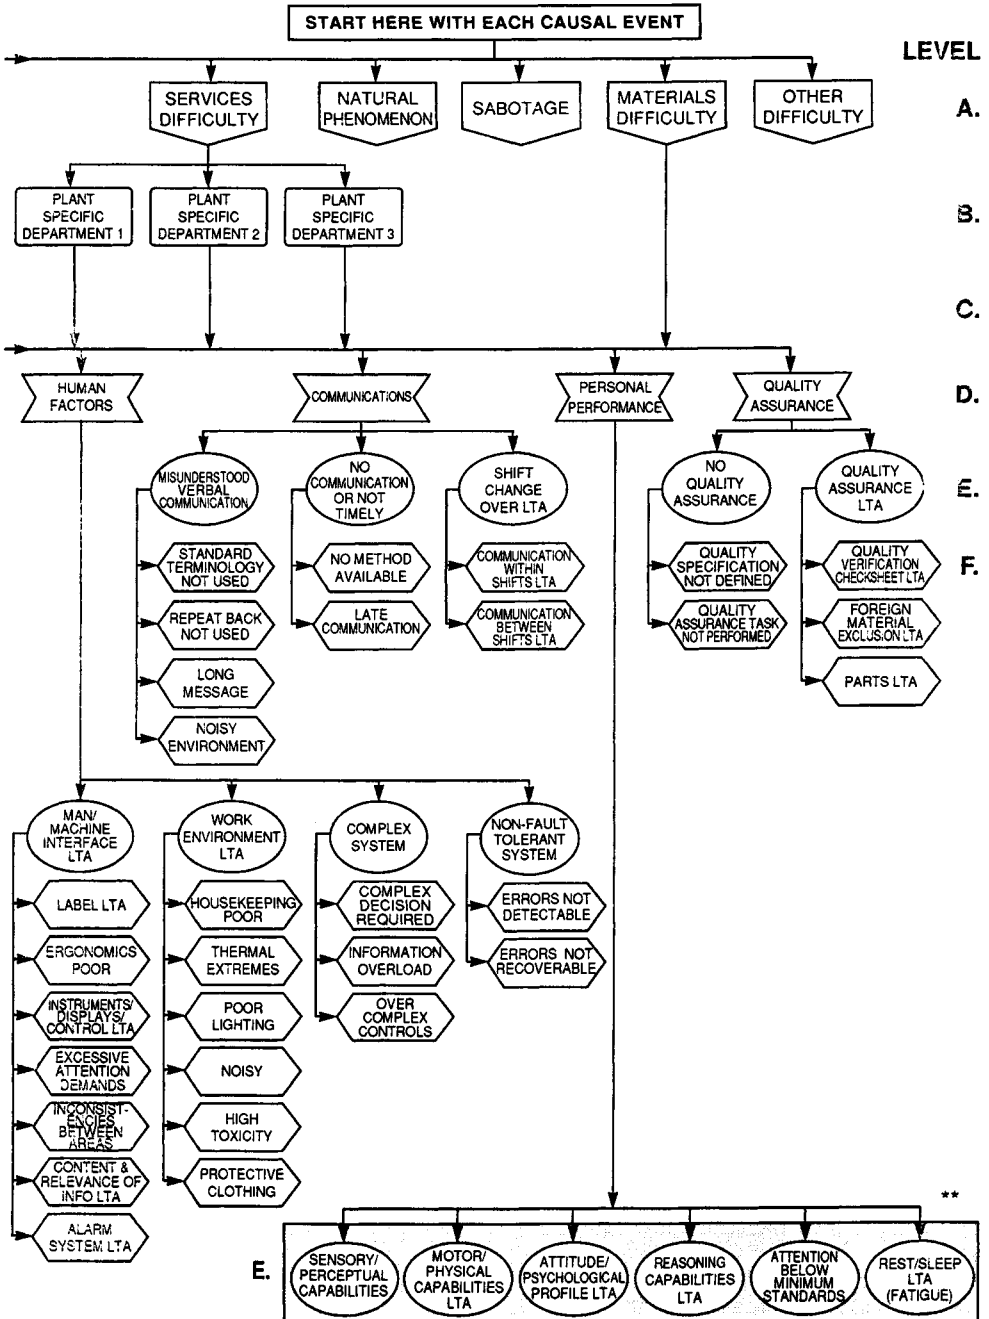 START HERE WITH EACH CAUSAL EVENT
LEVEL
SERVICES
DIFFICULTY
NATURAL
PHENOMENON
SABOTAGE
MATERIALS
DIFFICULTY
OTHER
DIFFICULTY
A.
PLANT
SPECIFIC
DEPARTMENT 1
PLANT
SPECIFIC
DEPARTMENT 2
PLANT
SPECIFIC
DEPARTMENT 3
B.
C.
HUMAN
FACTORS
COMMUNICATIONS
PERSONAL
PERFORMANCE
QUALITY
ASSURANCE
D.
MISUNDERSTOOD
VERBAL
COMMUNICATION
NO
COMMUNICATION
OR NOT
TIMELY
SHIFT
CHANGE
OVER LTA
NO
QUALITY
ASSURANCE
QUALITY
ASSURANCE
LTA
E.
STANDARD
TERMINOLOGY
NOT USED
NO METHOD
AVAILABLE
COMMUNICATION
WITHIN
SHIFTS LTA
QUALITY
SPECIFICATION
NOT DEFINED
QUALITY
VERIFICATION
CHECKSHEET LTA
F.
REPEAT BACK
NOT USED
LATE
COMMUNICATION
COMMUNICATION
BETWEEN
SHIFTS LTA
QUALITY
ASSURANCE TASK
NOT PERFORMED
FOREIGN
MATERIAL
EXCLUSION LTA
LONG
MESSAGE
PARTS LTA
NOISY
ENVIRONMENT
MAN/
MACHINE
INTERFACE
LTA
WORK
ENVIRONMENT
LTA
COMPLEX
SYSTEM
NON-FAULT
TOLERANT
SYSTEM
LABEL LTA
HOUSEKEEPING
POOR
COMPLEX
DECISION
REQUIRED
ERRORS NOT
DETECTABLE
ERGONOMICS
POOR
THERMAL
EXTREMES
INFORMATION
OVERLOAD
ERRORS NOT
RECOVERABLE
INSTRUMENTS/
DISPLAYS/
CONTROL LTA
POOR
LIGHTING
OVER
COMPLEX
CONTROLS
EXCESSIVE
ATTENTION
DEMANDS
NOISY
INCONSIST-
ENCIES
BETWEEN
AREAS
HIGH
TOXICITY
CONTENT &
RELEVANCE OF
INFO LTA
PROTECTIVE
CLOTHING
ALARM
SYSTEM LTA
**
E.
SENSORY/
PERCEPTUAL
CAPABILITIES
MOTOR/
PHYSICAL
CAPABILITIES
LTA
ATTITUDE/
PSYCHOLOGICAL
PROFILE LTA
REASONING
CAPABILITIES
LTA
ATTENTION
BELOW
MINIMUM
STANDARDS
REST/SLEEP
LTA
(FATIGUE)